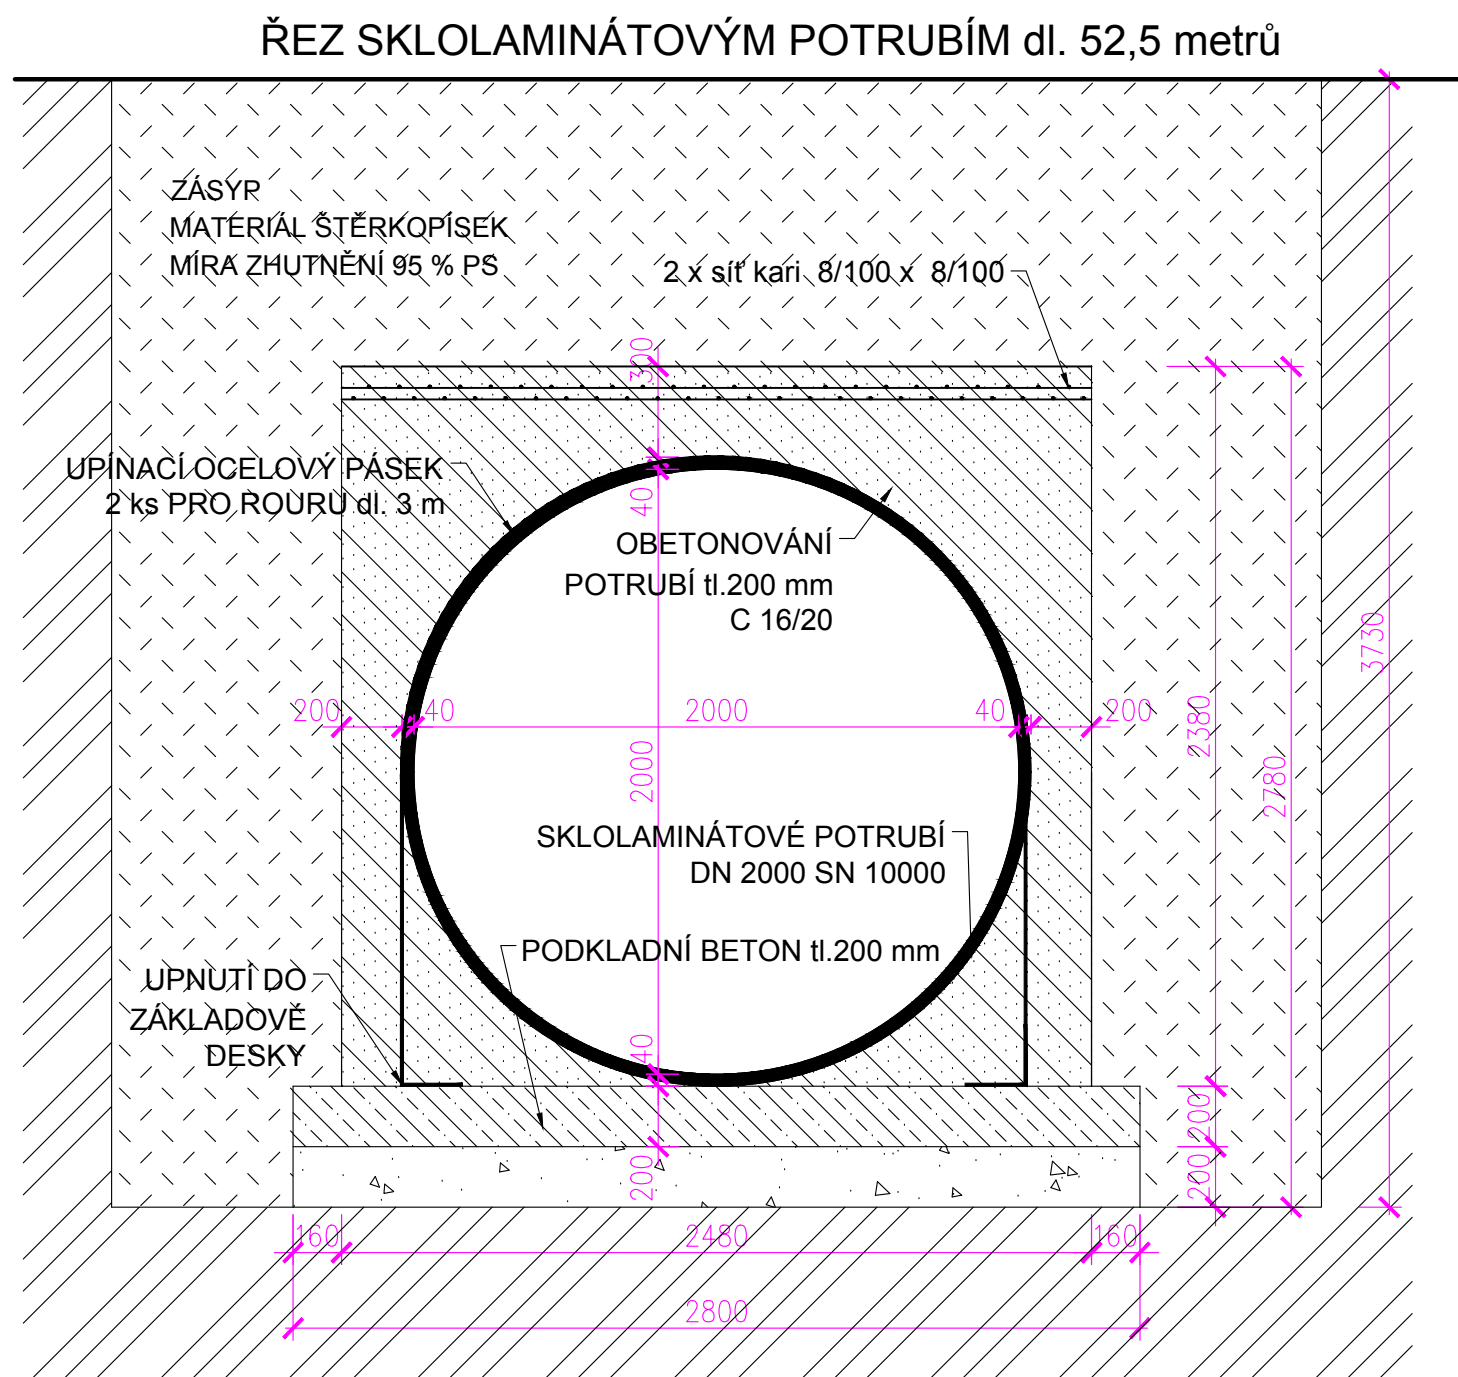 ŘEZ SKLOLAMINÁTOVÝM POTRUBÍM dl. 52,5 metrů
ZÁSYP
MATERIÁL ŠTĚRKOPÍSEK
MÍRA ZHUTNĚNÍ 95 % PS
2 x síť kari 8/100 x 8/100
300
UPÍNACÍ OCELOVÝ PÁSEK
2 ks PRO ROURU dl. 3 m
40
OBETONOVÁNÍ
POTRUBÍ tl.200 mm
C 16/20
3730
200
40
2000
40
200
2380
2000
2780
SKLOLAMINÁTOVÉ POTRUBÍ
DN 2000 SN 10000
PODKLADNÍ BETON tl.200 mm
UPNUTÍ DO
ZÁKLADOVÉ
DESKY
40
200
200
200
160
2480
160
2800